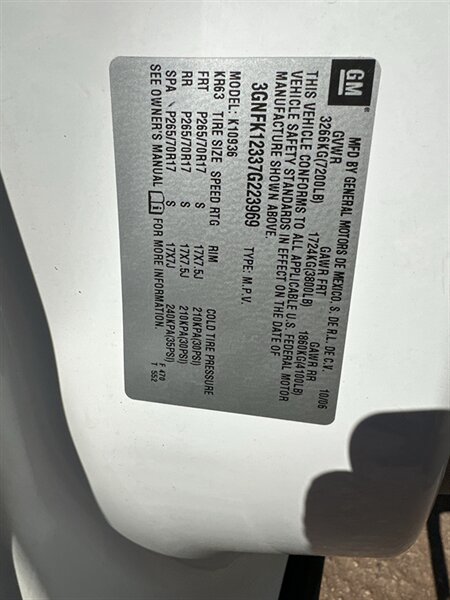 GM®
MFD BY GENERAL MOTORS DE MEXICO, S. DE R.L. DE C.V. 10/06
GVWR GAWR FRT GAWR RR
3266KG(7200LB) 1724KG(3800LB) 1860KG(4100LB)
THIS VEHICLE CONFORMS TO ALL APPLICABLE U.S. FEDERAL MOTOR
VEHICLE SAFETY STANDARDS IN EFFECT ON THE DATE OF
MANUFACTURE SHOWN ABOVE.
3GNFK12337G223969 TYPE: M.P.V.
MODEL: K10936
KR63 TIRE SIZE SPEED RTG RIM COLD TIRE PRESSURE
FRT P265/70R17 S 17X7.5J 210KPA(30PSI)
RR P265/70R17 S 17X7.5J 210KPA(30PSI)
SPA P265/70R17 S 17X7J 240KPA(35PSI)
SEE OWNER'S MANUAL FOR MORE INFORMATION.
F 470
T 552